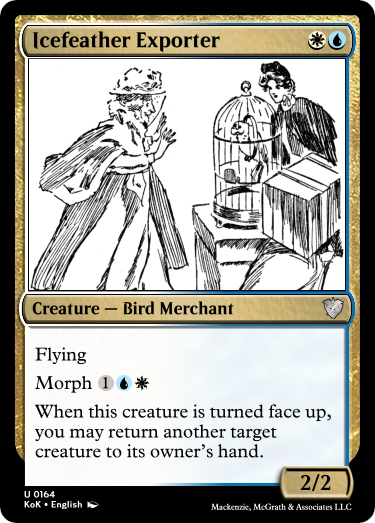 Icefeather Exporter
Creature — Bird Merchant
Flying
Morph 1
When this creature is turned face up,
you may return another target
creature to its owner's hand.
2/2
U 0164
KoK • English
Mackenzie, McGrath & Associates LLC